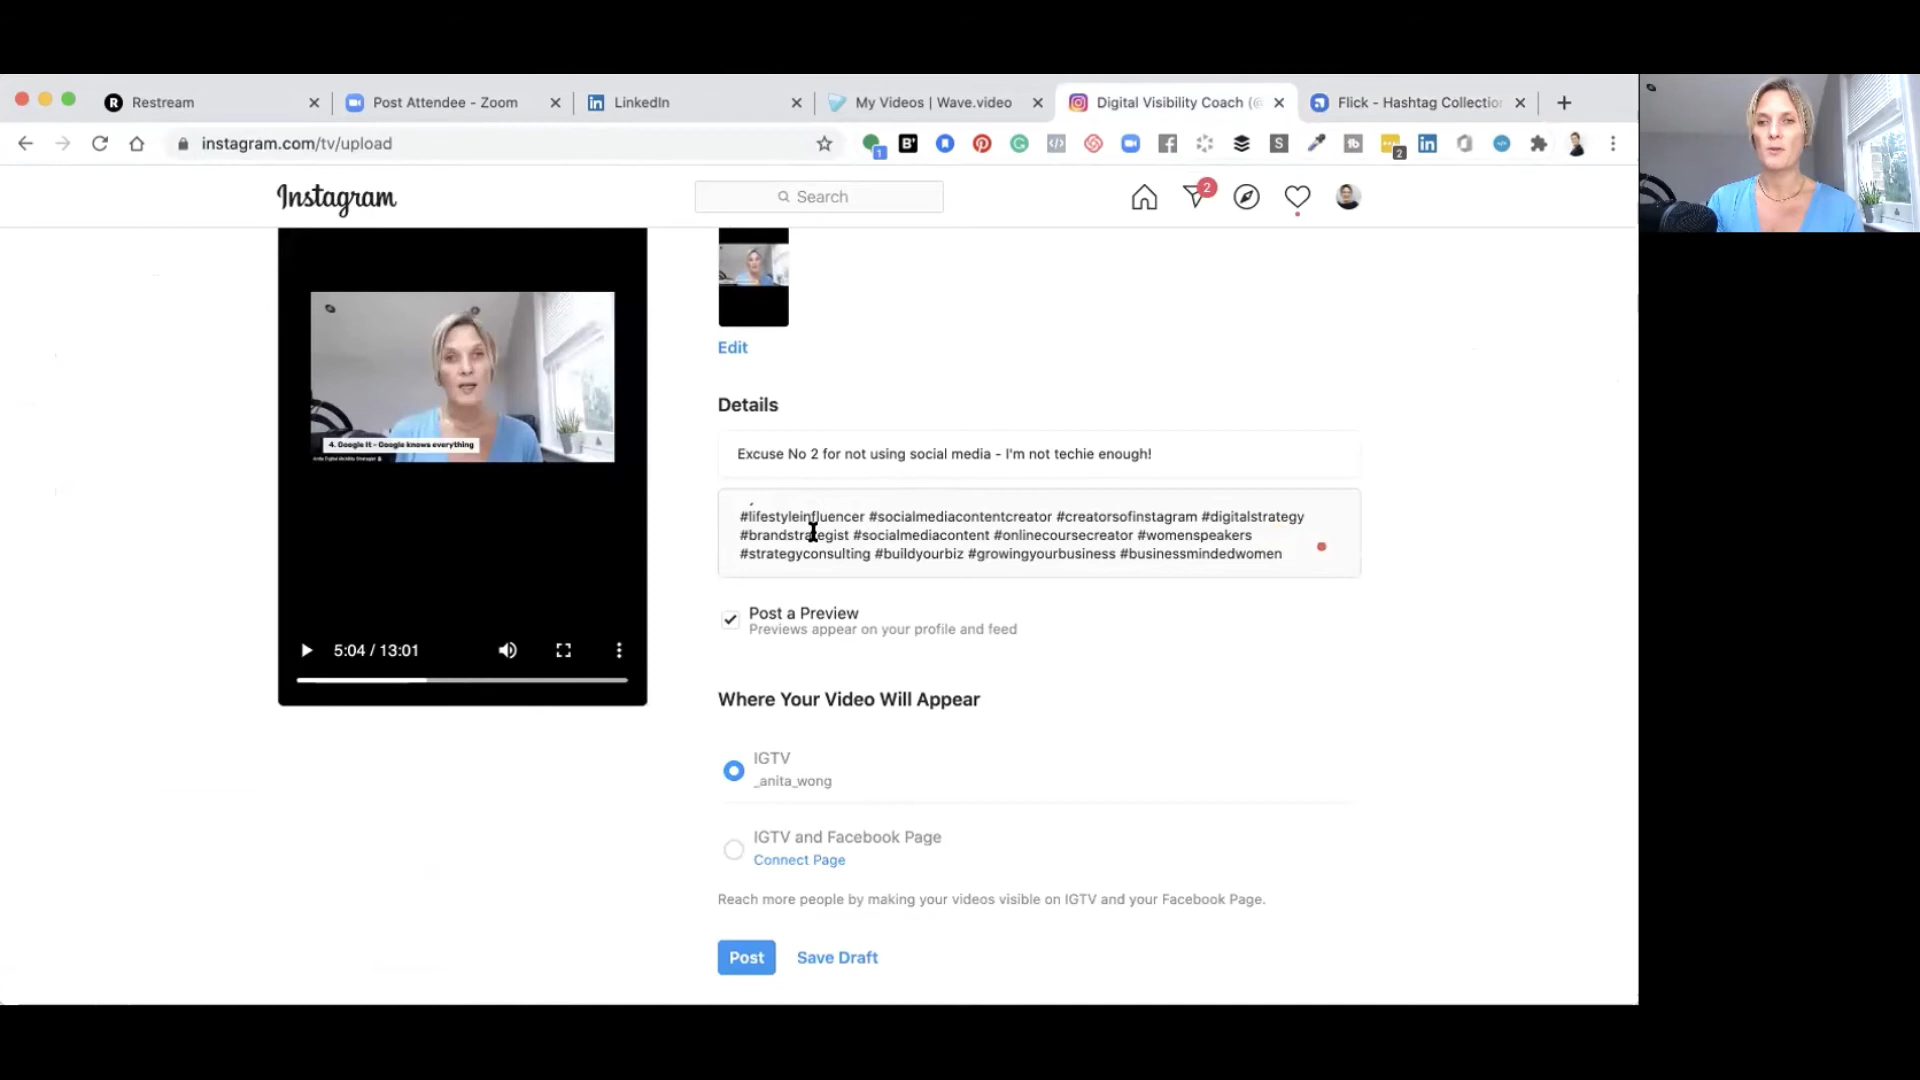 Restream
Post Attendee - Zoom
LinkedIn
My Videos | Wave.video
Digital Visibility Coach (@
Flick - Hashtag Collection
instagram.com/tv/upload
1
2
Instagram
Search
2
Edit
Details
4. Google It - Google knows everything
Excuse No 2 for not using social media - I'm not techie enough!
#lifestyleinfluencer #socialmediacontentcreator #creatorsofinstagram #digitalstrategy
#brandstrategist #socialmediacontent #onlinecoursecreator #womenspeakers
#strategyconsulting #buildyourbiz #growingyourbusiness #businessmindedwomen
Post a Preview
Previews appear on your profile and feed
5:04 / 13:01
Where Your Video Will Appear
IGTV
_anita_wong
IGTV and Facebook Page
Connect Page
Reach more people by making your videos visible on IGTV and your Facebook Page.
Post
Save Draft